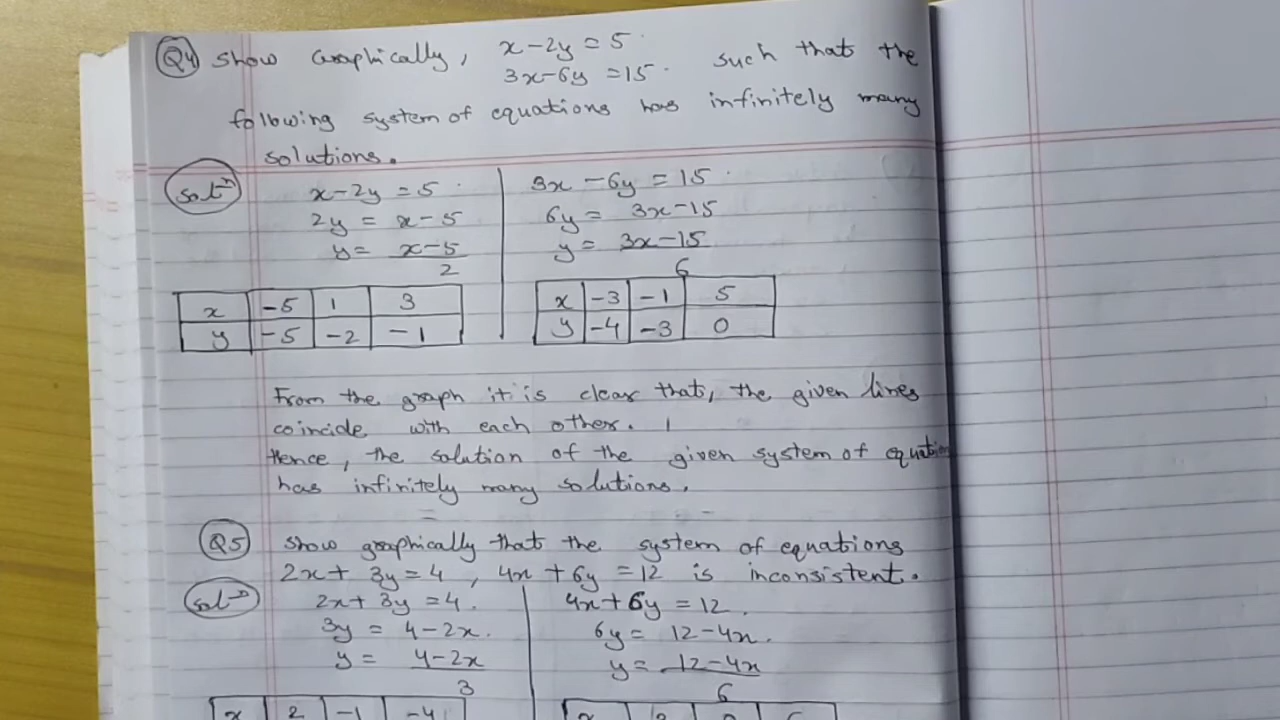 Q4 Show Graphically, x-2y = 5 such that the
3x-6y = 15.
following system of equations has infinitely many
solutions.
Solⁿ x-2y = 5 3x - 6y = 15
2y = x-5 6y = 3x-15
y = x-5 y = 3x-15
2 6
x -5 1 3 x -3 -1 5
y -5 -2 -1 y -4 -3 0
From the graph it is clear that, the given lines
coincide with each other.
Hence, the solution of the given system of equation
has infinitely many solutions.
Q5 Show graphically that the system of equations
2x + 3y = 4, 4x + 6y = 12 is inconsistent.
Solⁿ 2x + 3y = 4. 4x + 6y = 12.
3y = 4-2x. 6y = 12-4x.
y = 4-2x y = 12-4x
3 6
x 2 -1 -4